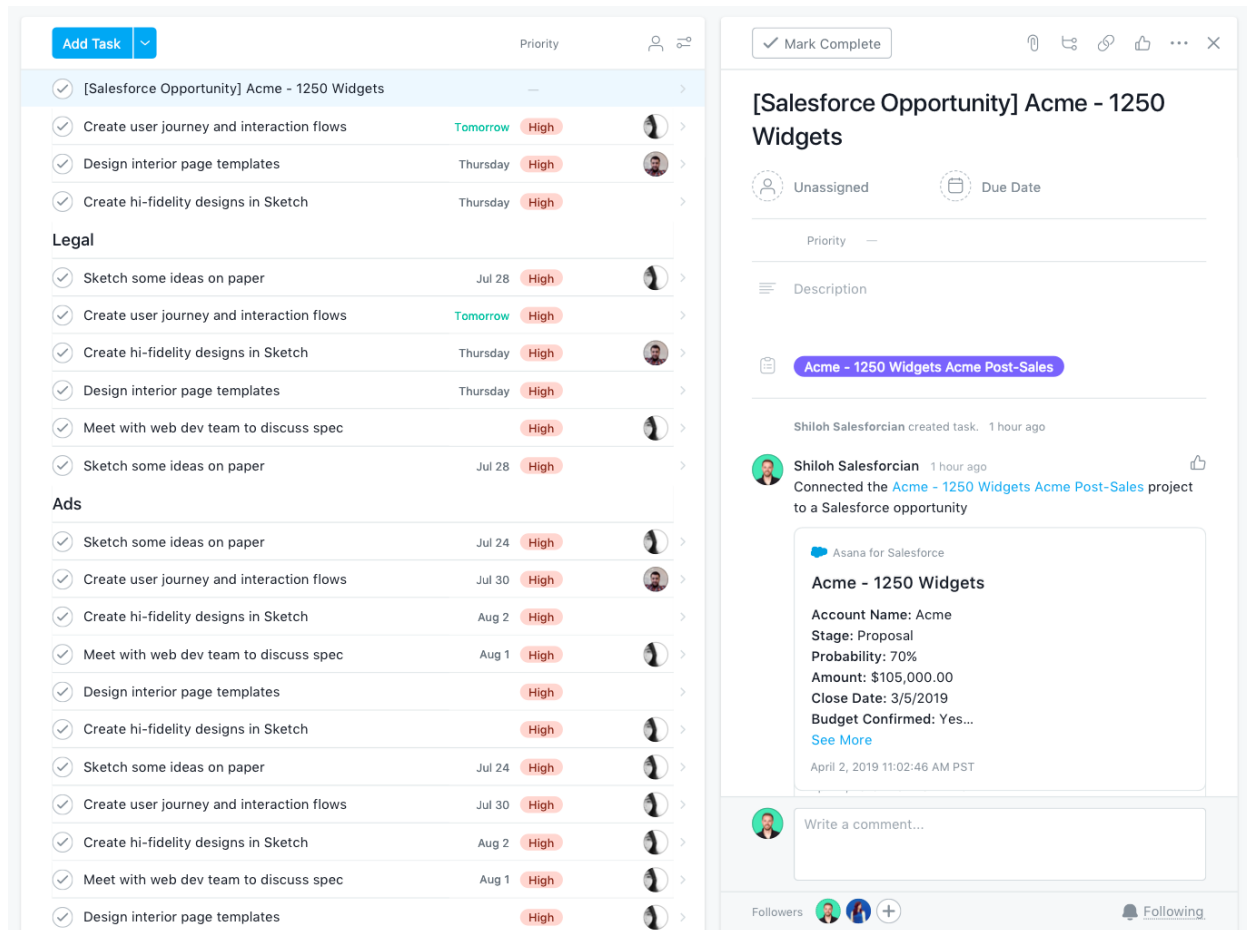 Add Task
Priority
[Salesforce Opportunity] Acme - 1250 Widgets —
Create user journey and interaction flows Tomorrow High
Design interior page templates Thursday High
Create hi-fidelity designs in Sketch Thursday High
Legal
Sketch some ideas on paper Jul 28 High
Create user journey and interaction flows Tomorrow High
Create hi-fidelity designs in Sketch Thursday High
Design interior page templates Thursday High
Meet with web dev team to discuss spec High
Sketch some ideas on paper Jul 28 High
Ads
Sketch some ideas on paper Jul 24 High
Create user journey and interaction flows Jul 30 High
Create hi-fidelity designs in Sketch Aug 2 High
Meet with web dev team to discuss spec Aug 1 High
Design interior page templates High
Create hi-fidelity designs in Sketch High
Sketch some ideas on paper Jul 24 High
Create user journey and interaction flows Jul 30 High
Create hi-fidelity designs in Sketch Aug 2 High
Meet with web dev team to discuss spec Aug 1 High
Design interior page templates High
Mark Complete
[Salesforce Opportunity] Acme - 1250
Widgets
Unassigned Due Date
Priority —
Description
Acme - 1250 Widgets Acme Post-Sales
Shiloh Salesforcian created task. 1 hour ago
Shiloh Salesforcian 1 hour ago
Connected the Acme - 1250 Widgets Acme Post-Sales project
to a Salesforce opportunity
Asana for Salesforce
Acme - 1250 Widgets
Account Name: Acme
Stage: Proposal
Probability: 70%
Amount: $105,000.00
Close Date: 3/5/2019
Budget Confirmed: Yes...
See More
April 2, 2019 11:02:46 AM PST
Write a comment...
Followers
Following